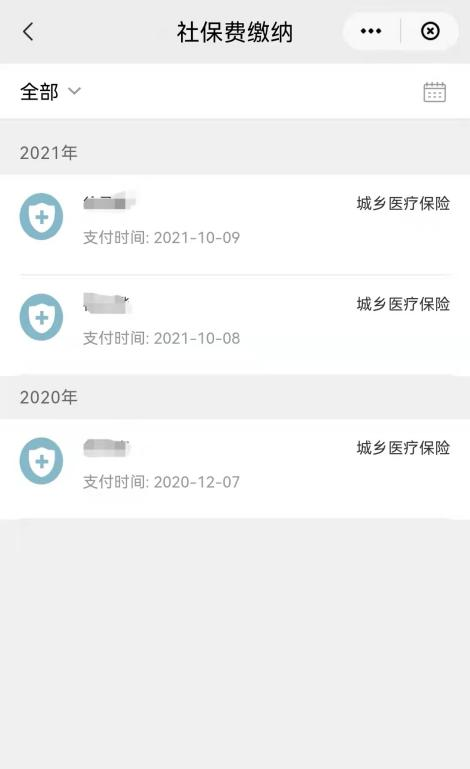 社保费缴纳
全部
2021年
城乡医疗保险
支付时间: 2021-10-09
城乡医疗保险
支付时间: 2021-10-08
2020年
城乡医疗保险
支付时间: 2020-12-07